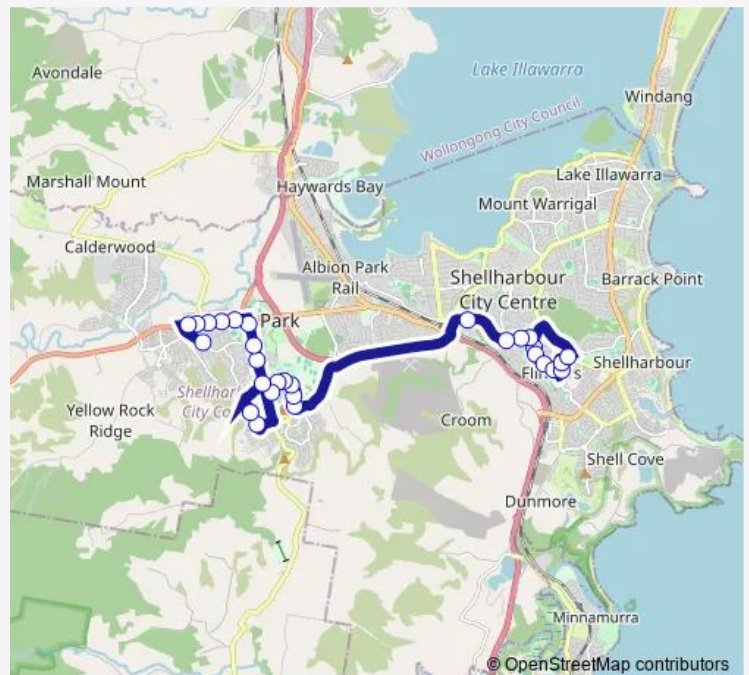 Lake Illawarra
Avondale
Windang
Wollongong City Council
Lake Illawarra
Marshall Mount
Haywards Bay
Mount Warrigal
Calderwood
Albion Park
Rail
Shellharbour
City Centre
Barrack Point
Park
Shellharbour
Yellow Rock
Ridge
Croom
Shell Cove
Dunmore
Minnamurra
© OpenStreetMap contributors